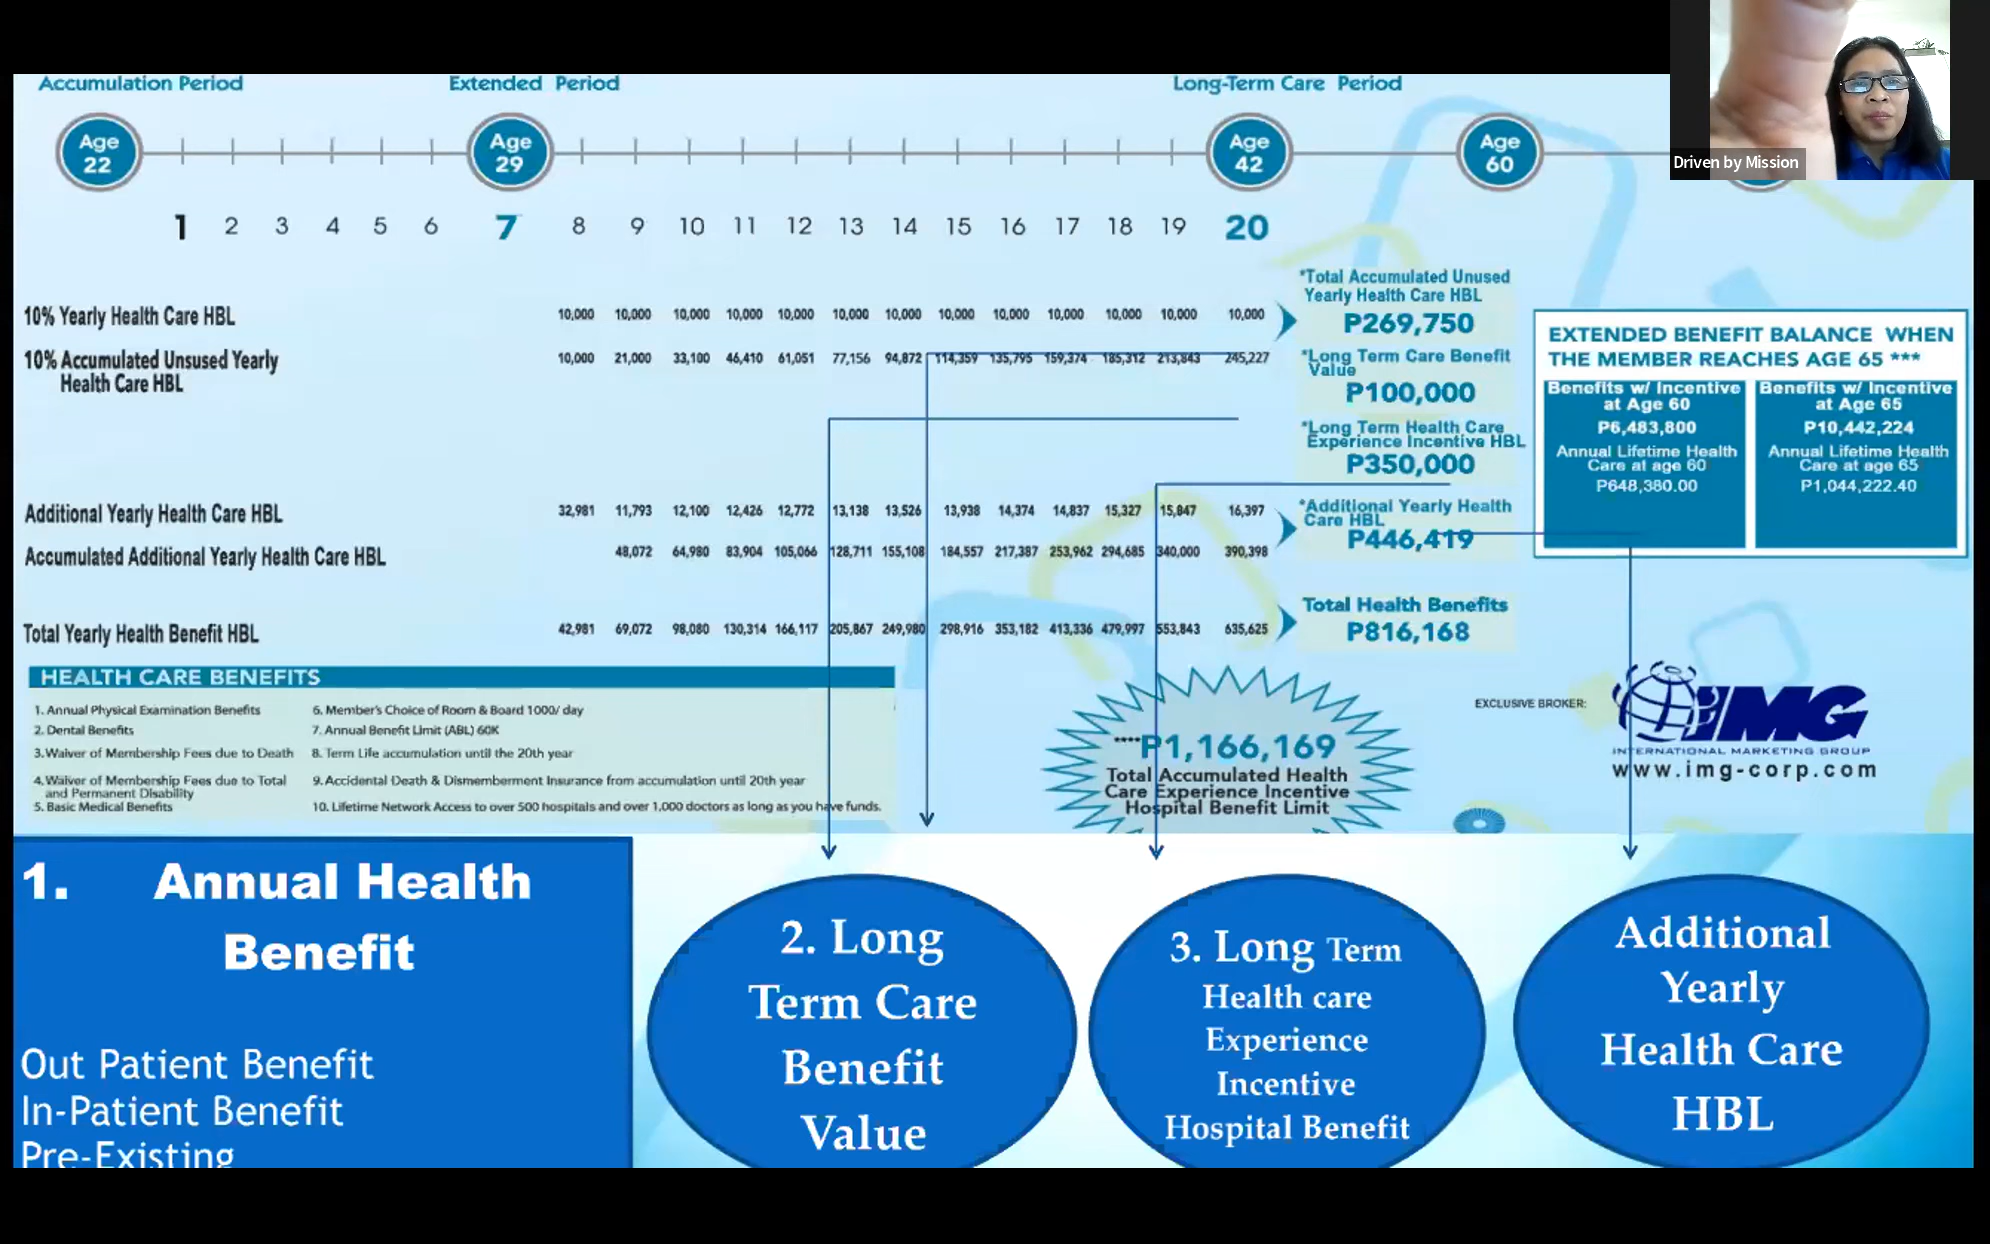 Accumulation Period Extended Period Long-Term Care Period
Driven by Mission
Age 22 Age 29 Age 42 Age 60
1 2 3 4 5 6 7 8 9 10 11 12 13 14 15 16 17 18 19 20
10% Yearly Health Care HBL 10,000 10,000 10,000 10,000 10,000 10,000 10,000 10,000 10,000 10,000 10,000 10,000 10,000
10% Accumulated Unsused Yearly
Health Care HBL
10,000 21,000 33,100 46,410 61,051 77,156 94,872 114,359 135,795 159,374 185,312 213,843 245,227
Additional Yearly Health Care HBL 32,981 11,793 12,100 12,426 12,772 13,138 13,526 13,938 14,374 14,837 15,327 15,847 16,397
Accumulated Additional Yearly Health Care HBL 48,072 64,980 83,904 105,066 128,711 155,108 184,557 217,387 253,962 294,685 340,000 390,398
Total Yearly Health Benefit HBL 42,981 69,072 98,080 130,314 166,117 205,867 249,980 298,916 353,182 413,336 479,997 553,843 635,625
*Total Accumulated Unused
Yearly Health Care HBL
P269,750
*Long Term Care Benefit
Value
P100,000
*Long Term Health Care
Experience Incentive HBL
P350,000
*Additional Yearly Health
Care HBL
P446,419
Total Health Benefits
P816,168
EXTENDED BENEFIT BALANCE WHEN
THE MEMBER REACHES AGE 65 ***
Benefits w/ Incentive
at Age 60
P6,483,800
Annual Lifetime Health
Care at age 60
P648,380.00
Benefits w/ Incentive
at Age 65
P10,442,224
Annual Lifetime Health
Care at age 65
P1,044,222.40
HEALTH CARE BENEFITS
1. Annual Physical Examination Benefits
2. Dental Benefits
3.Waiver of Membership Fees due to Death
4.Waiver of Membership Fees due to Total
and Permanent Disability
5. Basic Medical Benefits
6. Member's Choice of Room & Board 1000/ day
7. Annual Benefit Limit (ABL) 60K
8. Term Life accumulation until the 20th year
9.Accidental Death & Dismemberment Insurance from accumulation until 20th year
10. Lifetime Network Access to over 500 hospitals and over 1,000 doctors as long as you have funds.
****P1,166,169
Total Accumulated Health
Care Experience Incentive
Hospital Benefit Limit
EXCLUSIVE BROKER:
IMG
INTERNATIONAL MARKETING GROUP
www.img-corp.com
1. Annual Health
Benefit
Out Patient Benefit
In-Patient Benefit
Pre-Existing
2. Long
Term Care
Benefit
Value
3. Long Term
Health care
Experience
Incentive
Hospital Benefit
Additional
Yearly
Health Care
HBL